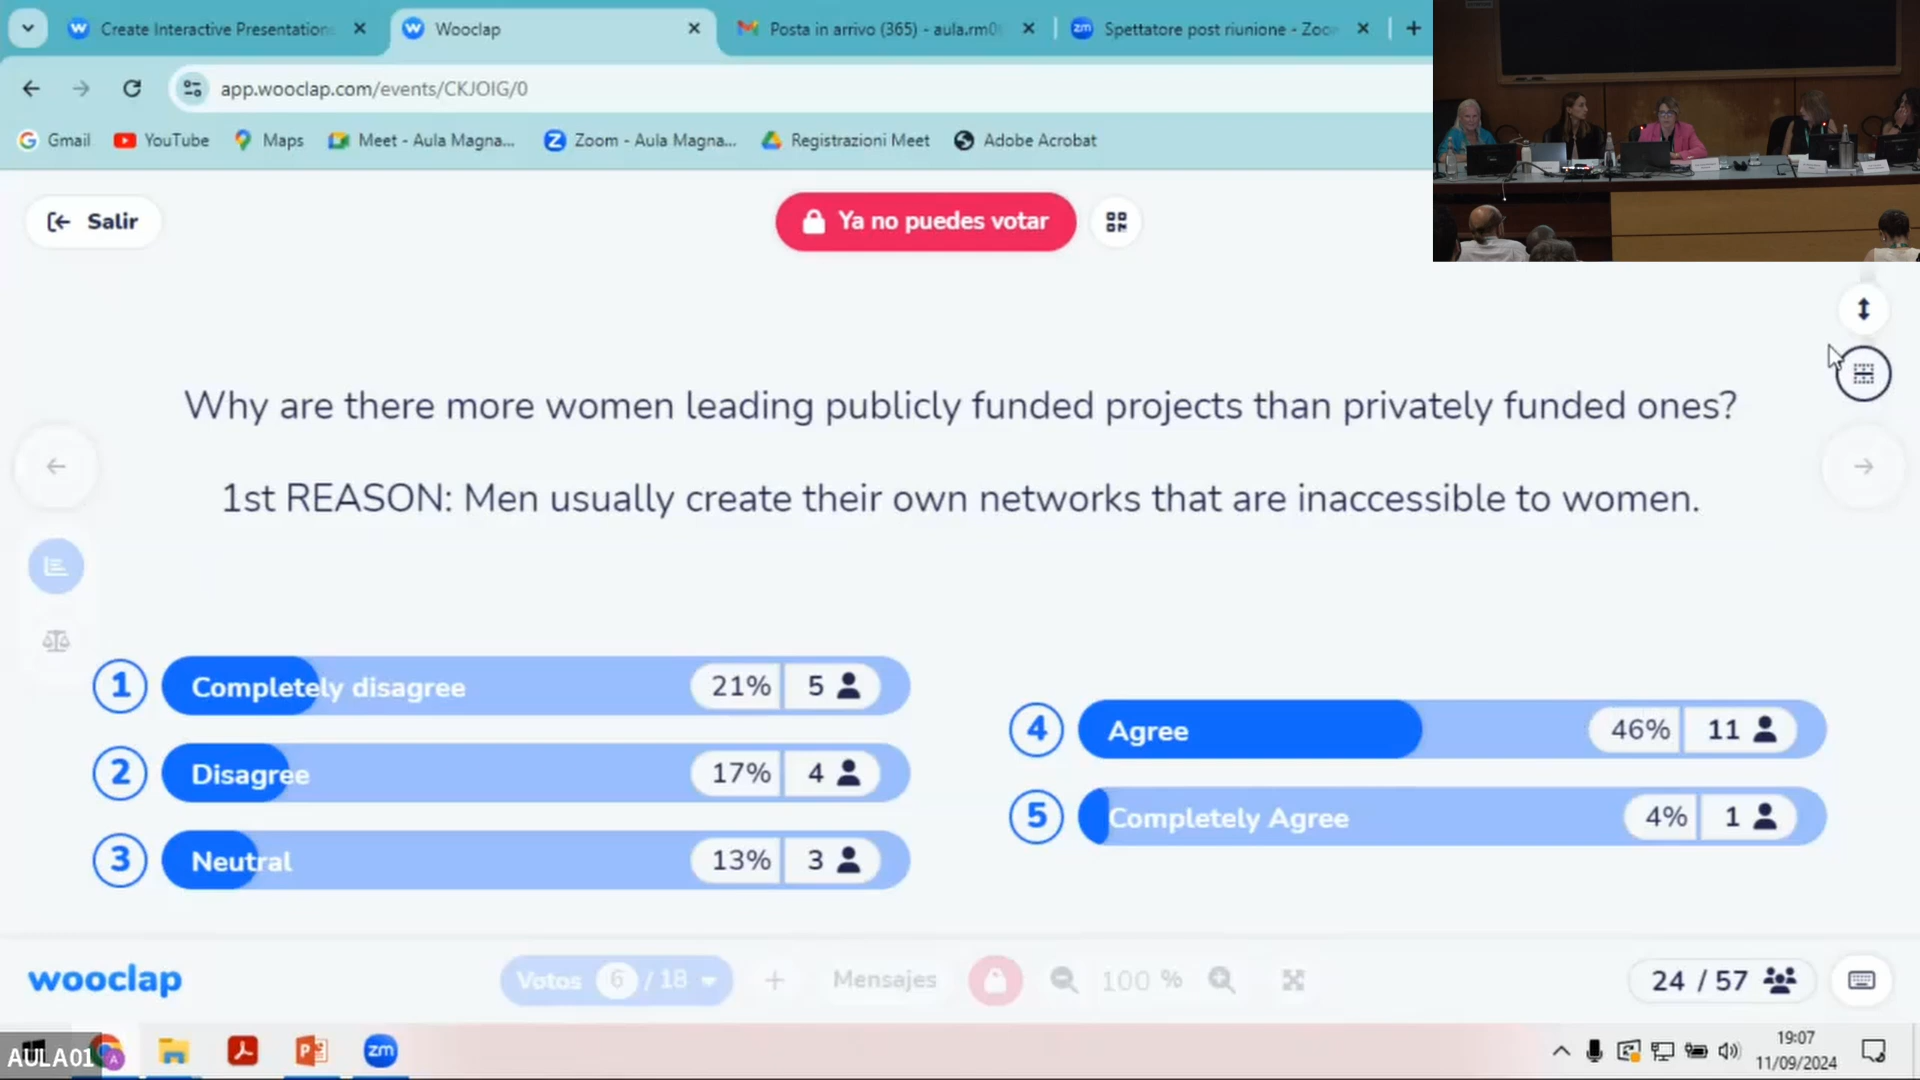 Create Interactive Presentation
Wooclap
Posta in arrivo (365) - aula.rm0
Spettatore post riunione - Zoo
app.wooclap.com/events/CKJOIG/0
Gmail
YouTube
Maps
Meet - Aula Magna...
Zoom - Aula Magna...
Registrazioni Meet
Adobe Acrobat
Salir
Ya no puedes votar
Why are there more women leading publicly funded projects than privately funded ones?
1st REASON: Men usually create their own networks that are inaccessible to women.
1 Completely disagree 21% 5
2 Disagree 17% 4
3 Neutral 13% 3
4 Agree 46% 11
5 Completely Agree 4% 1
wooclap
Votos 6 / 18
Mensajes
100 %
24 / 57
AULA01
19:07
11/09/2024